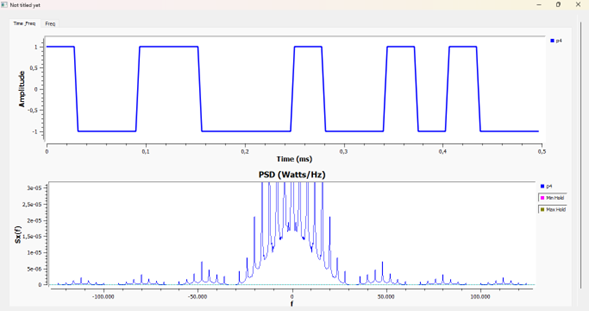 Not titled yet
Time_Freq
Freq
Amplitude
1
0,5
0
-0,5
-1
p4
0
0,1
0,2
0,3
0,4
0,5
Time (ms)
PSD (Watts/Hz)
Sx(f)
3e-05
2,5e-05
2e-05
1,5e-05
1e-05
5e-06
0
p4
Min Hold
Max Hold
-100.000
-50.000
0
50.000
100.000
f